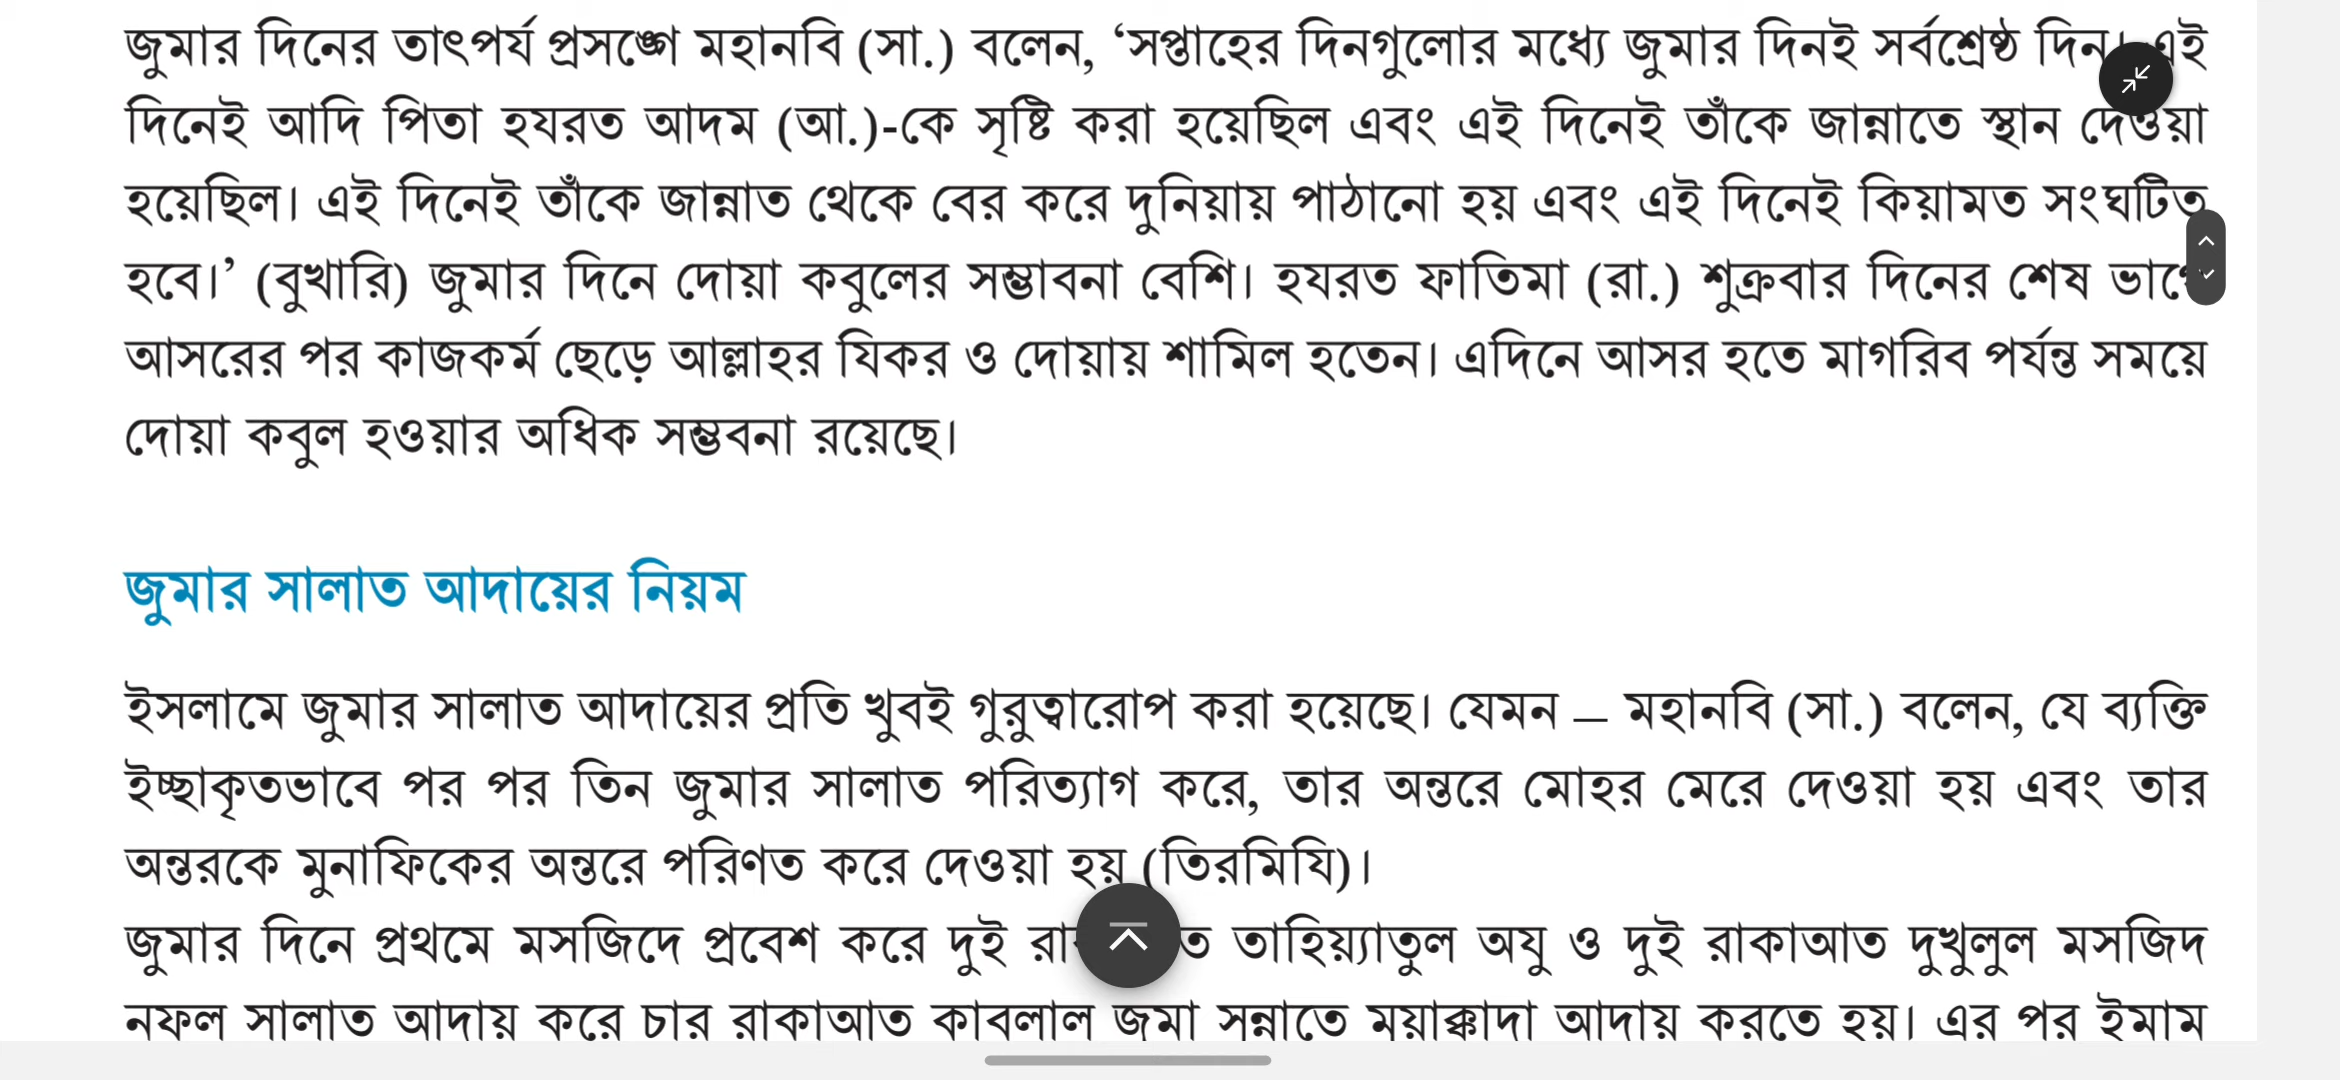 জুমার দিনের তাৎপর্য প্রসঙ্গে মহানবি (সা.) বলেন, ‘সপ্তাহের দিনগুলোর মধ্যে জুমার দিনই সর্বশ্রেষ্ঠ দিন। এই
দিনেই আদি পিতা হযরত আদম (আ.)-কে সৃষ্টি করা হয়েছিল এবং এই দিনেই তাঁকে জান্নাতে স্থান দেওয়া
হয়েছিল। এই দিনেই তাঁকে জান্নাত থেকে বের করে দুনিয়ায় পাঠানো হয় এবং এই দিনেই কিয়ামত সংঘটিত
হবে।’ (বুখারি) জুমার দিনে দোয়া কবুলের সম্ভাবনা বেশি। হযরত ফাতিমা (রা.) শুক্রবার দিনের শেষ
আসরের পর কাজকর্ম ছেড়ে আল্লাহর যিকর ও দোয়ায় শামিল হতেন। এদিনে আসর হতে মাগরিব পর্যন্ত সময়ে
দোয়া কবুল হওয়ার অধিক সম্ভবনা রয়েছে।
জুমার সালাত আদায়ের নিয়ম
ইসলামে জুমার সালাত আদায়ের প্রতি খুবই গুরুত্বারোপ করা হয়েছে। যেমন – মহানবি (সা.) বলেন, যে ব্যক্তি
ইচ্ছাকৃতভাবে পর পর তিন জুমার সালাত পরিত্যাগ করে, তার অন্তরে মোহর মেরে দেওয়া হয় এবং তার
অন্তরকে মুনাফিকের অন্তরে পরিণত করে দেওয়া হয় (তিরমিযি)।
জুমার দিনে প্রথমে মসজিদে প্রবেশ করে দুই তাহিয়্যাতুল অযু ও দুই রাকাআত দুখুলুল মসজিদ
নফল সালাত আদায় করে চার রাকাআত কাবলাল জুমা সুন্নাতে মুয়াক্কাদা আদায় করতে হয়। এর পর ইমাম